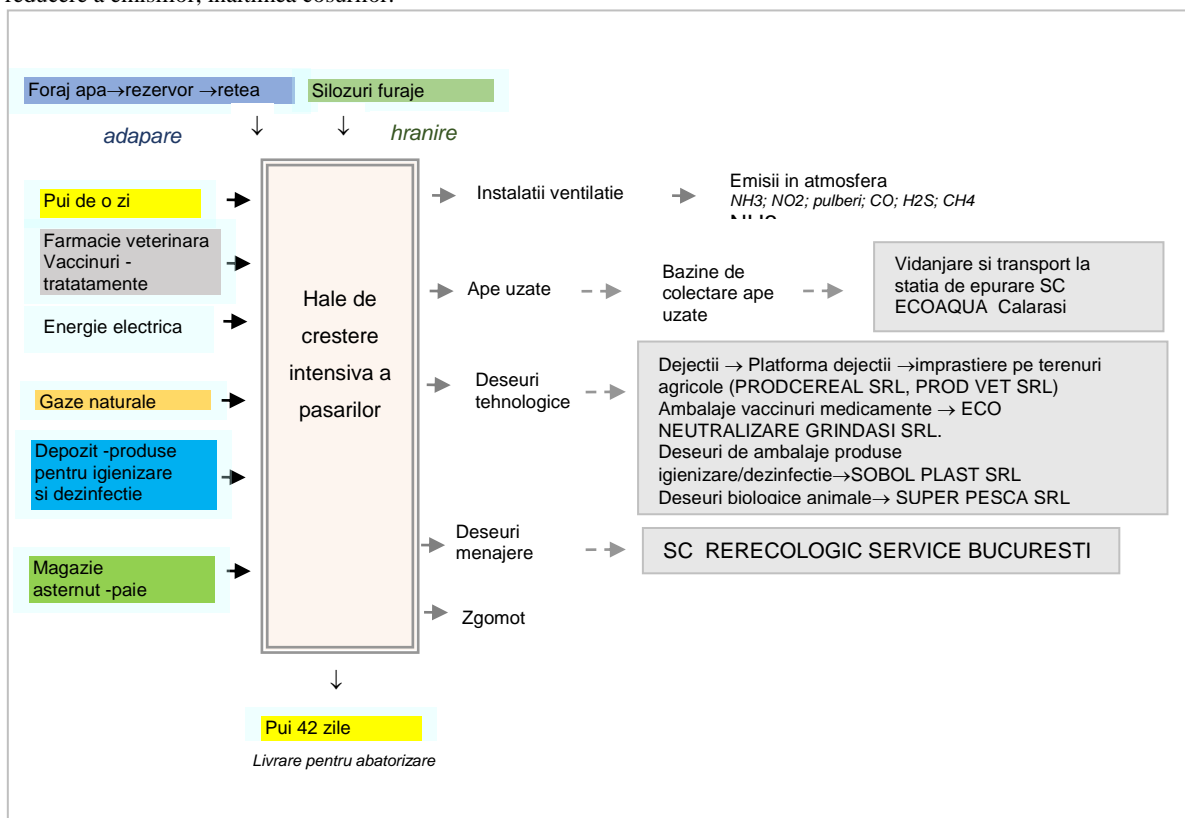 reducere a emisiilor, inaltimea cosurilor.
Foraj apa→rezervor →retea
Silozuri furaje
adapare ↓ ↓ hranire
Pui de o zi
Farmacie veterinara
Vaccinuri -
tratatamente
Energie electrica
Gaze naturale
Depozit -produse
pentru igienizare
si dezinfectie
Magazie
asternut -paie
Hale de
crestere
intensiva a
pasarilor
Instalatii ventilatie
Emisii in atmosfera
NH3; NO2; pulberi; CO; H2S; CH4
Ape uzate
Bazine de
colectare ape
uzate
Vidanjare si transport la
statia de epurare SC
ECOAQUA Calarasi
Deseuri
tehnologice
Dejectii → Platforma dejectii →imprastiere pe terenuri
agricole (PRODCEREAL SRL, PROD VET SRL)
Ambalaje vaccinuri medicamente → ECO
NEUTRALIZARE GRINDASI SRL.
Deseuri de ambalaje produse
igienizare/dezinfectie→SOBOL PLAST SRL
Deseuri biologice animale→ SUPER PESCA SRL
Deseuri
menajere
SC RERECOLOGIC SERVICE BUCURESTI
Zgomot
↓
Pui 42 zile
Livrare pentru abatorizare